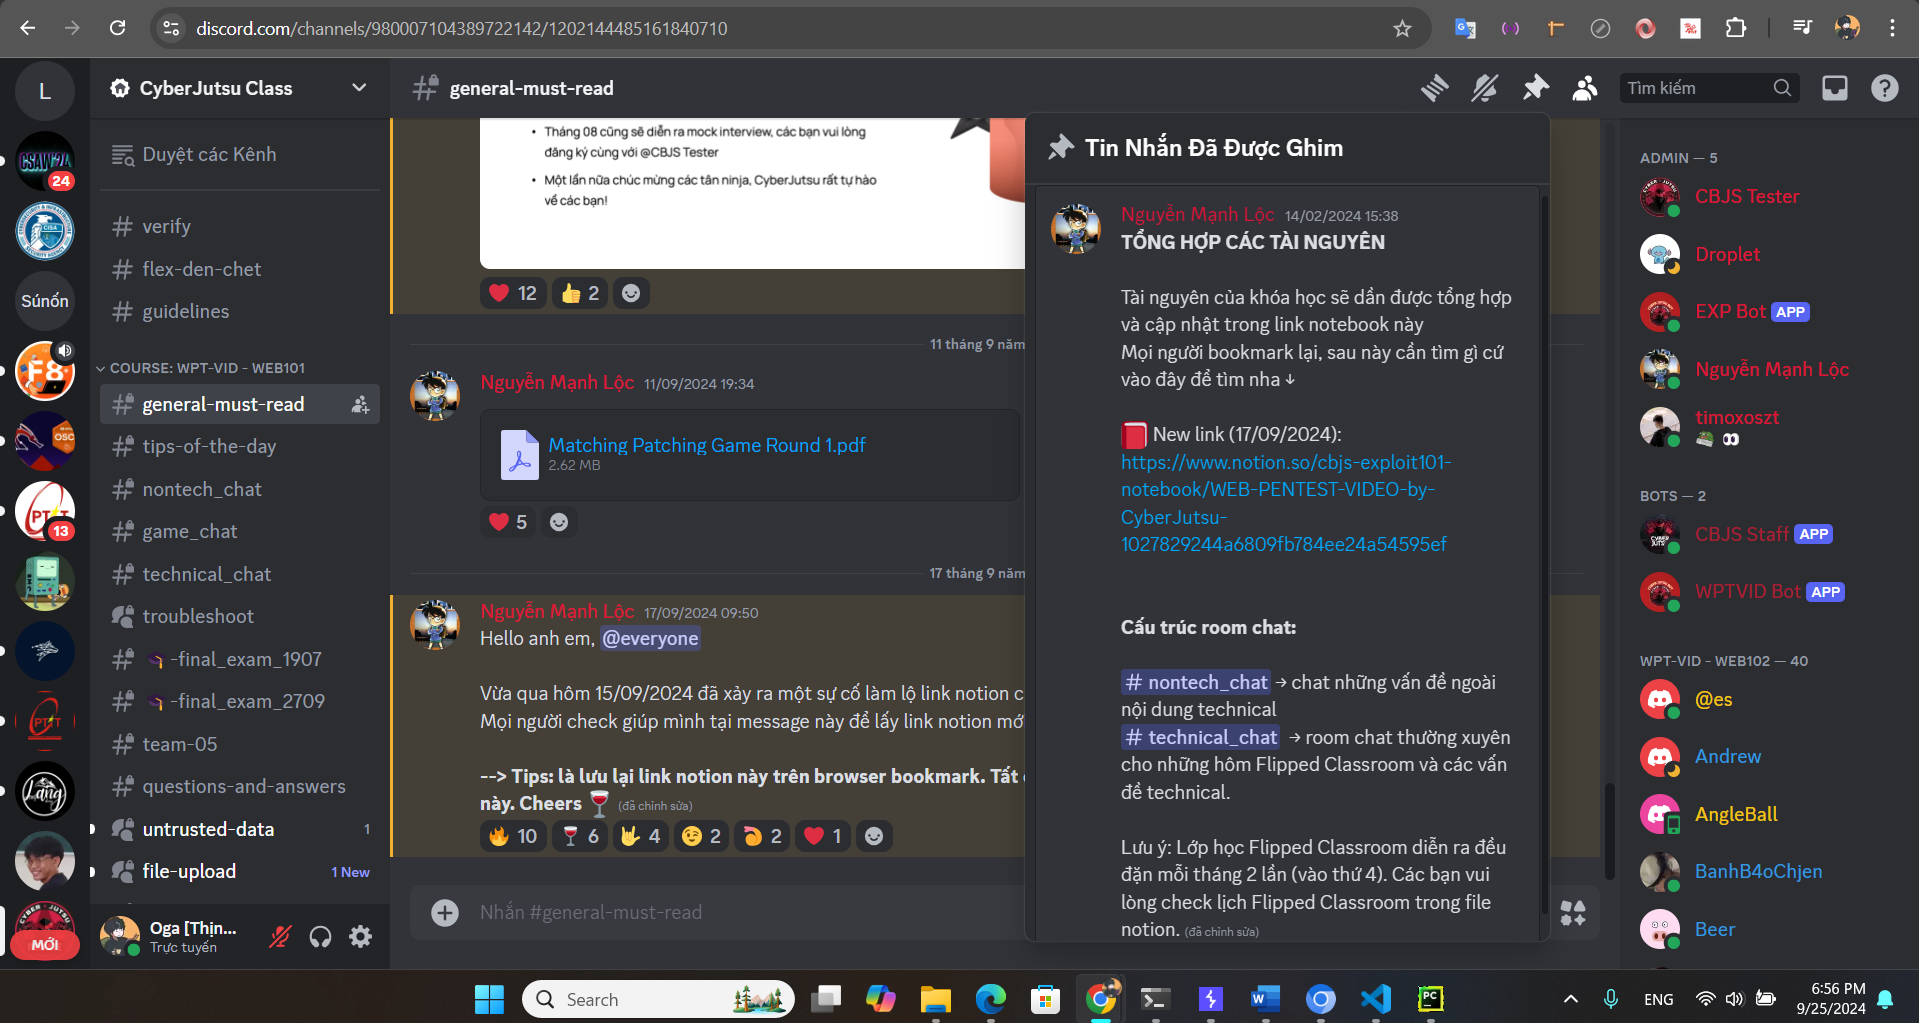 discord.com/channels/980007104389722142/1202144485161840710
L
24
Súnốn
F8
OSC
PTIT
13
PTIT
Lang
MỚI
CyberJutsu Class
Duyệt các Kênh
verify
flex-den-chet
guidelines
COURSE: WPT-VID - WEB101
general-must-read
tips-of-the-day
nontech_chat
game_chat
technical_chat
troubleshoot
-final_exam_1907
-final_exam_2709
team-05
questions-and-answers
untrusted-data 1
file-upload 1 New
Oga [Thịn...
Trực tuyến
general-must-read
Tìm kiếm
• Tháng 08 cũng sẽ diễn ra mock interview, các bạn vui lòng
đăng ký cùng với @CBJS Tester
• Một lần nữa chúc mừng các tân ninja, CyberJutsu rất tự hào
về các bạn!
12 2
11 tháng 9 năm
Nguyễn Mạnh Lộc 11/09/2024 19:34
Matching Patching Game Round 1.pdf
2.62 MB
5
17 tháng 9 năm
Nguyễn Mạnh Lộc 17/09/2024 09:50
Hello anh em, @everyone
Vừa qua hôm 15/09/2024 đã xảy ra một sự cố làm lộ link notion c
Mọi người check giúp mình tại message này để lấy link notion mớ
--> Tips: là lưu lại link notion này trên browser bookmark. Tất
này. Cheers 🍷 (đã chỉnh sửa)
🔥 10 🍷 6 🤟 4 😉 2 2 ❤️ 1
Nhắn #general-must-read
Tin Nhắn Đã Được Ghim
Nguyễn Mạnh Lộc 14/02/2024 15:38
TỔNG HỢP CÁC TÀI NGUYÊN
Tài nguyên của khóa học sẽ dần được tổng hợp
và cập nhật trong link notebook này
Mọi người bookmark lại, sau này cần tìm gì cứ
vào đây để tìm nha ↓
📕 New link (17/09/2024):
https://www.notion.so/cbjs-exploit101-
notebook/WEB-PENTEST-VIDEO-by-
CyberJutsu-
1027829244a6809fb784ee24a54595ef
Cấu trúc room chat:
# nontech_chat → chat những vấn đề ngoài
nội dung technical
# technical_chat → room chat thường xuyên
cho những hôm Flipped Classroom và các vấn
đề technical.
Lưu ý: Lớp học Flipped Classroom diễn ra đều
đặn mỗi tháng 2 lần (vào thứ 4). Các bạn vui
lòng check lịch Flipped Classroom trong file
notion. (đã chỉnh sửa)
ADMIN — 5
CBJS Tester
Droplet
EXP Bot APP
Nguyễn Mạnh Lộc
timoxoszt
BOTS — 2
CBJS Staff APP
WPTVID Bot APP
WPT-VID - WEB102 — 40
@es
Andrew
AngleBall
BanhB4oChjen
Beer
Search
ENG
6:56 PM
9/25/2024